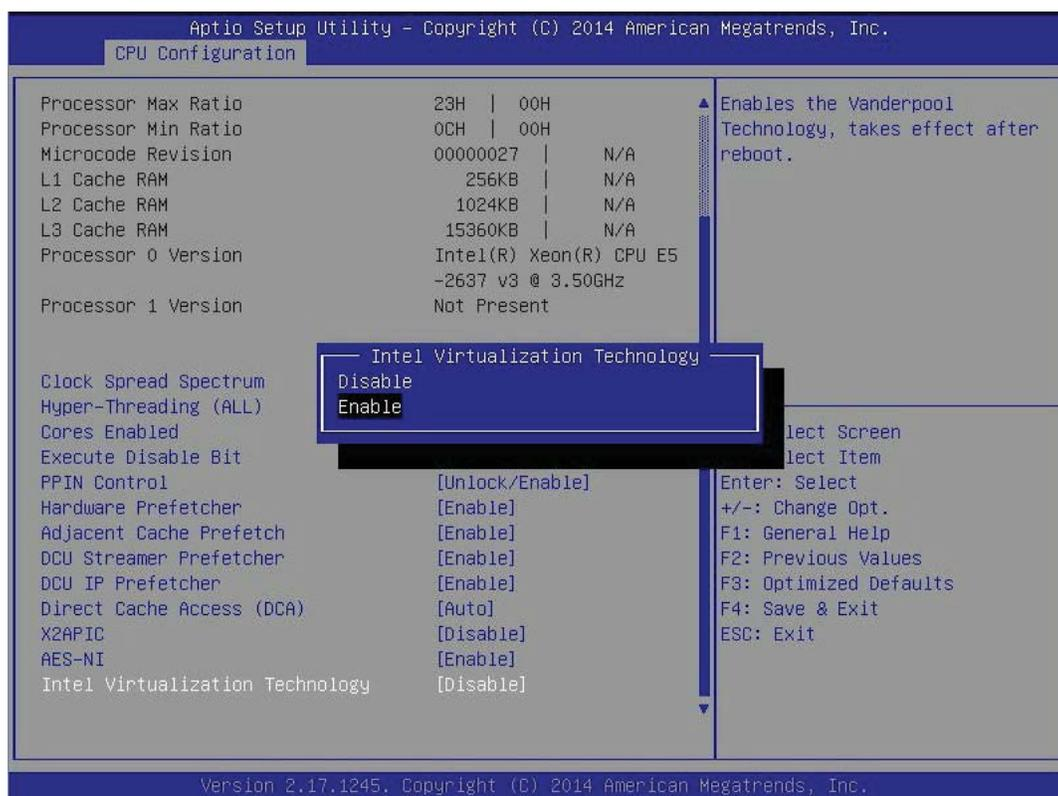 Aptio Setup Utility – Copyright (C) 2014 American Megatrends, Inc.
CPU Configuration
Processor Max Ratio 23H | 00H
Processor Min Ratio 0CH | 00H
Microcode Revision 00000027 | N/A
L1 Cache RAM 256KB | N/A
L2 Cache RAM 1024KB | N/A
L3 Cache RAM 15360KB | N/A
Processor 0 Version Intel(R) Xeon(R) CPU E5
-2637 v3 @ 3.50GHz
Processor 1 Version Not Present
Clock Spread Spectrum
Hyper-Threading (ALL)
Cores Enabled
Execute Disable Bit
PPIN Control [Unlock/Enable]
Hardware Prefetcher [Enable]
Adjacent Cache Prefetch [Enable]
DCU Streamer Prefetcher [Enable]
DCU IP Prefetcher [Enable]
Direct Cache Access (DCA) [Auto]
X2APIC [Disable]
AES-NI [Enable]
Intel Virtualization Technology [Disable]
Intel Virtualization Technology
Disable
Enable
Enables the Vanderpool
Technology, takes effect after
reboot.
lect Screen
lect Item
Enter: Select
+/-: Change Opt.
F1: General Help
F2: Previous Values
F3: Optimized Defaults
F4: Save & Exit
ESC: Exit
Version 2.17.1245. Copyright (C) 2014 American Megatrends, Inc.